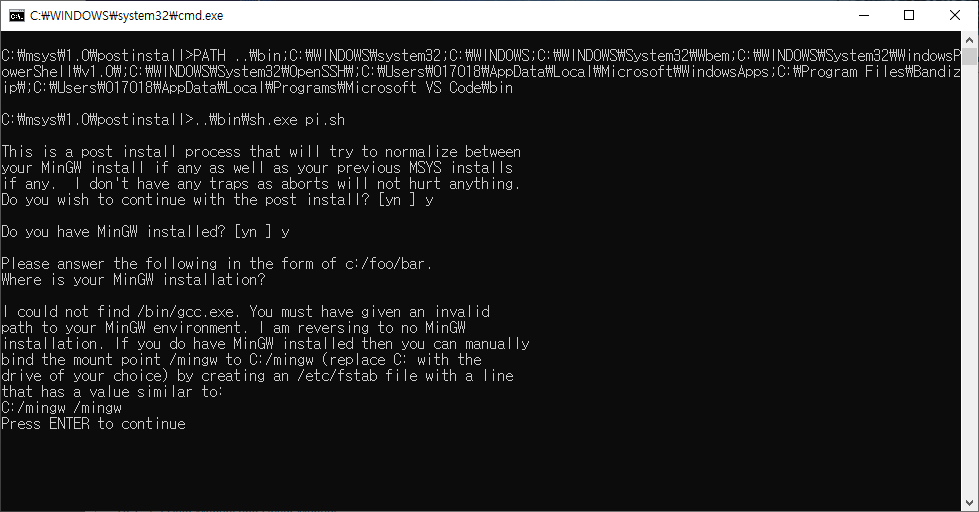 C:₩WINDOWS₩system32₩cmd.exe
C:₩msys₩1.0₩postinstall>PATH ..₩bin;C:₩WINDOWS₩system32;C:₩WINDOWS;C:₩WINDOWS₩System32₩Wbem;C:₩WINDOWS₩System32₩WindowsP
owerShell₩v1.0₩;C:₩WINDOWS₩System32₩OpenSSH₩;C:₩Users₩017018₩AppData₩Local₩Microsoft₩WindowsApps;C:₩Program Files₩Bandiz
ip₩;C:₩Users₩017018₩AppData₩Local₩Programs₩Microsoft VS Code₩bin
C:₩msys₩1.0₩postinstall>..₩bin₩sh.exe pi.sh
This is a post install process that will try to normalize between
your MinGW install if any as well as your previous MSYS installs
if any.  I don't have any traps as aborts will not hurt anything.
Do you wish to continue with the post install? [yn ] y
Do you have MinGW installed? [yn ] y
Please answer the following in the form of c:/foo/bar.
Where is your MinGW installation?
I could not find /bin/gcc.exe. You must have given an invalid
path to your MinGW environment. I am reversing to no MinGW
installation. If you do have MinGW installed then you can manually
bind the mount point /mingw to C:/mingw (replace C: with the
drive of your choice) by creating an /etc/fstab file with a line
that has a value similar to:
C:/mingw /mingw
Press ENTER to continue